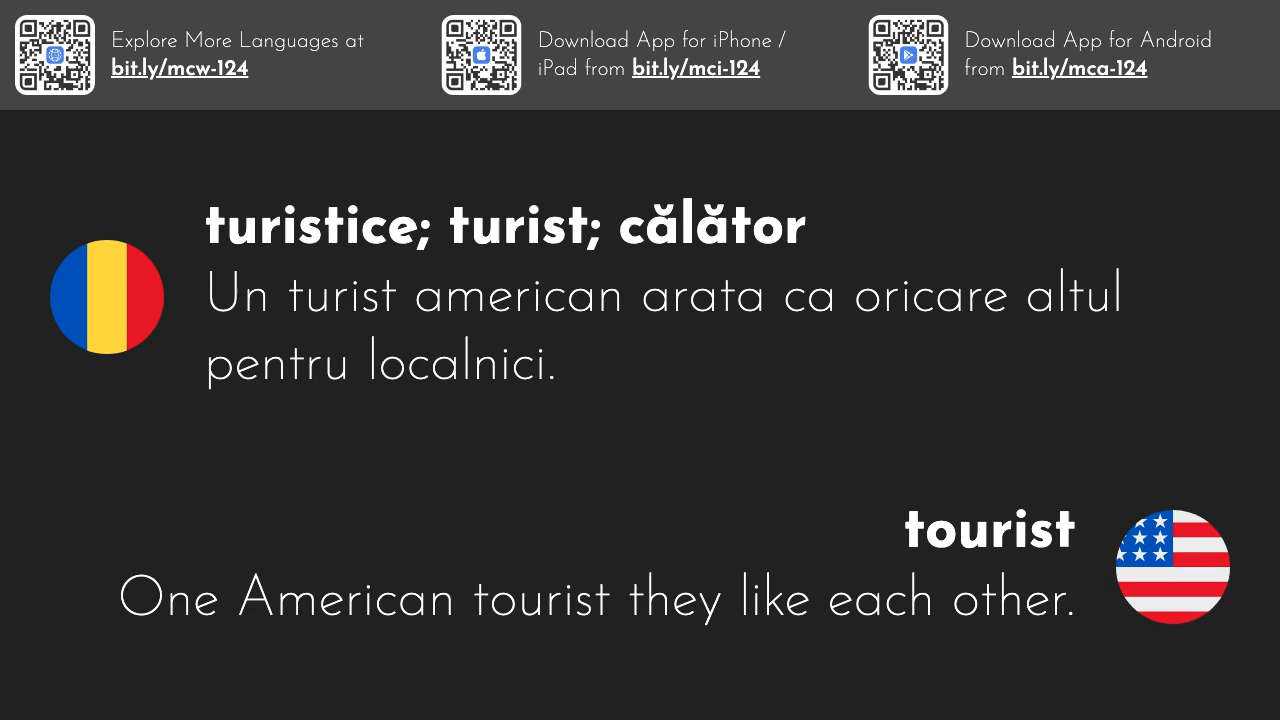 Explore More Languages at
bit.ly/mcw-124
Download App for iPhone /
iPad from bit.ly/mci-124
Download App for Android
from bit.ly/mca-124
turistice; turist; călător
Un turist american arata ca oricare altul
pentru localnici.
tourist
One American tourist they like each other.